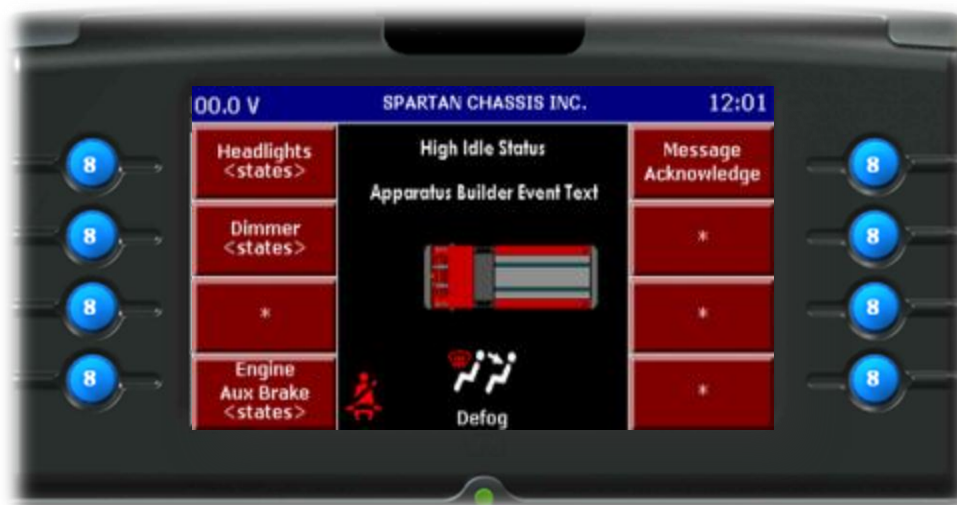 00.0 V SPARTAN CHASSIS INC. 12:01
Headlights
<states>
High Idle Status
Message
Acknowledge
Apparatus Builder Event Text
Dimmer
<states>
*
*
*
Engine
Aux Brake
<states>
*
Defog
8
8
8
8
8
8
8
8